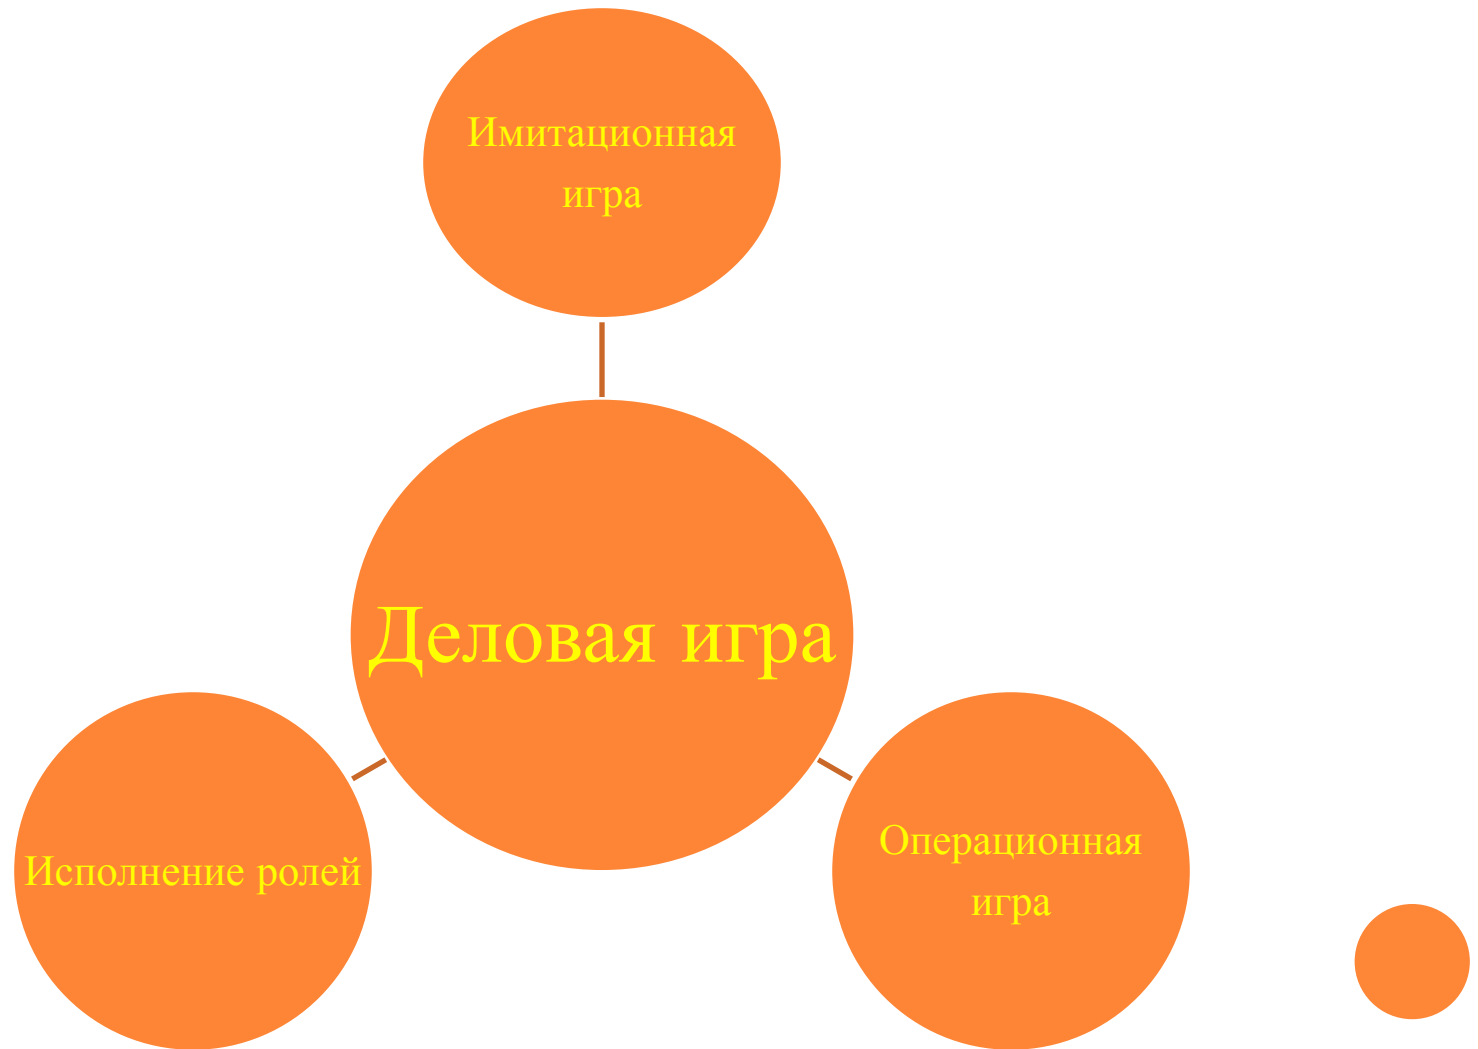 Имитационная
игра
Деловая игра
Исполнение ролей
Операционная
игра